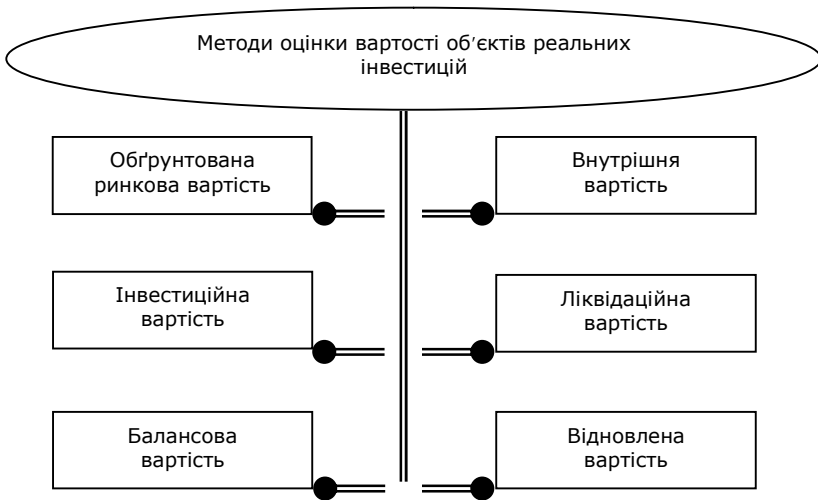 Методи оцінки вартості об′єктів реальних
інвестицій
Обґрунтована
ринкова вартість
Внутрішня
вартість
Інвестиційна
вартість
Ліквідаційна
вартість
Балансова
вартість
Відновлена
вартість